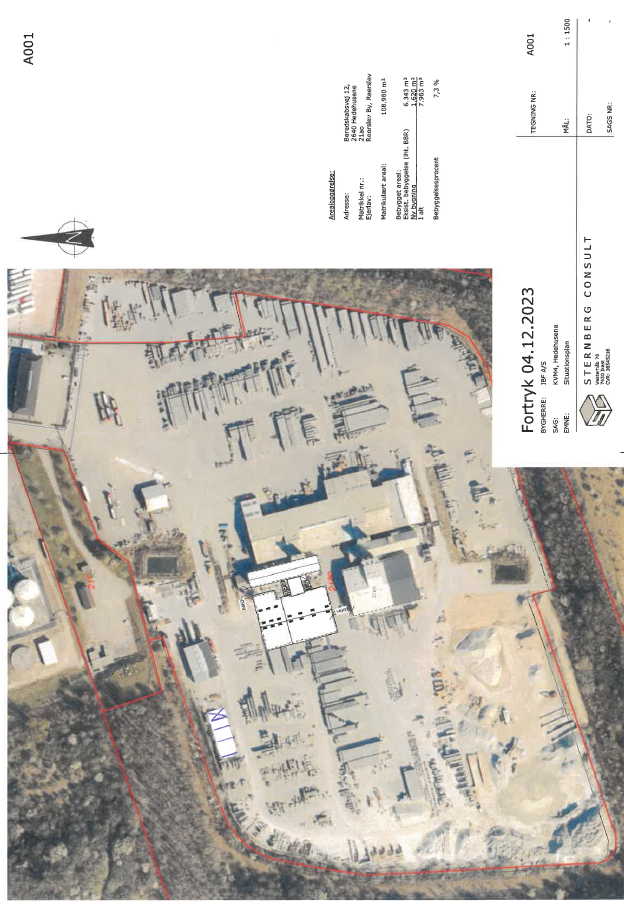 A001
Arealopgørelse:
Adresse: Beredskabsvej 12,
2640 Hedehusene
Matrikkel nr.: 21ao
Ejerlav: Reerslev By, Reerslev
Matrikulært areal: 108.980 m²
Bebygget areal:
Eksist. bebyggelse (iht. BBR) 6.343 m²
Ny bygning 1.620 m²
I alt 7.963 m²
Bebyggelsesprocent 7,3 %
N
Fortryk 04.12.2023
BYGHERRE: IBF A/S
SAG: KVM4, Hedehusene
EMNE: Situationsplan
STERNBERG CONSULT
TEGNING NR: A001
MÅL: 1 : 1500
DATO: -
SAGS NR: -